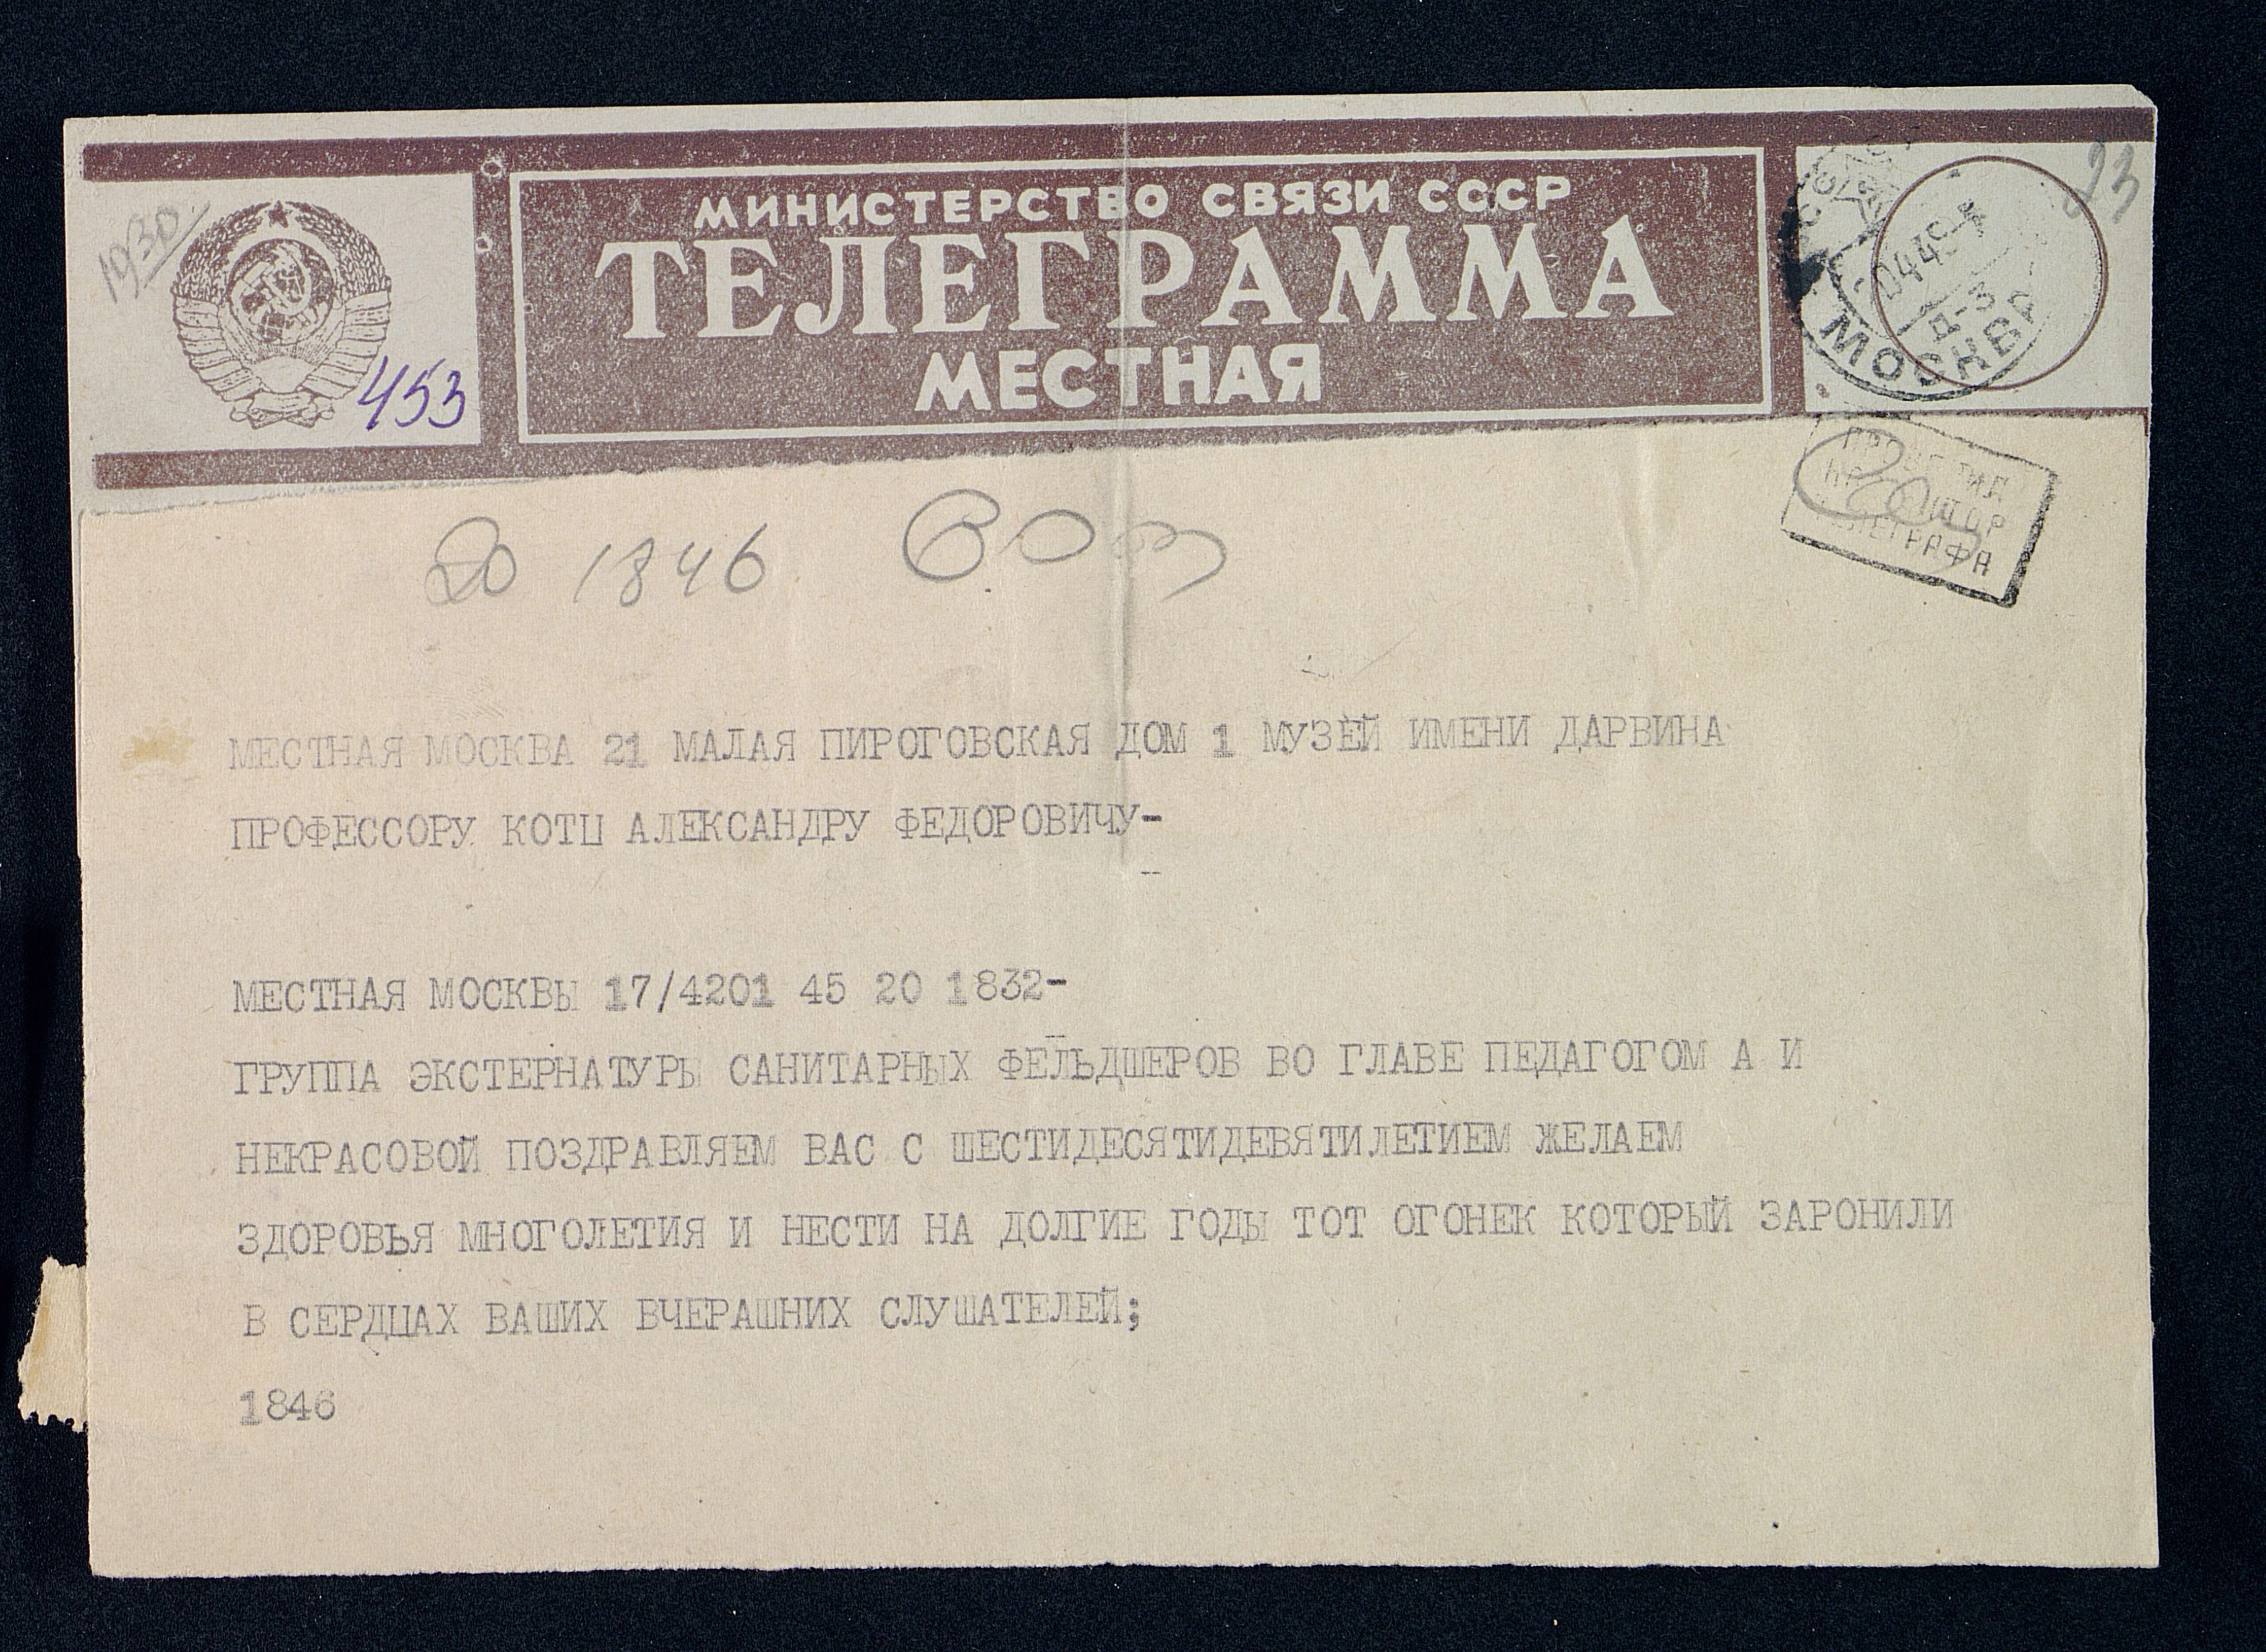 МИНИСТЕРСТВО СВЯЗИ СССР
ТЕЛЕГРАММА
МЕСТНАЯ
1930.
453
23
МОСКВА
Д-3
ТЕЛЕГРАФА
20 1846
МЕСТНАЯ МОСКВА 21 МАЛАЯ ПИРОГОВСКАЯ ДОМ 1 МУЗЕЙ ИМЕНИ ДАРВИНА
ПРОФЕССОРУ КОТЦ АЛЕКСАНДРУ ФЕДОРОВИЧУ-
МЕСТНАЯ МОСКВЫ 17/4201 45 20 1832-
ГРУППА ЭКСТЕРНАТУРЫ САНИТАРНЫХ ФЕЛЬДШЕРОВ ВО ГЛАВЕ ПЕДАГОГОМ А И
НЕКРАСОВОЙ ПОЗДРАВЛЯЕМ ВАС С ШЕСТИДЕСЯТИДЕВЯТИЛЕТИЕМ ЖЕЛАЕМ
ЗДОРОВЬЯ МНОГОЛЕТИЯ И НЕСТИ НА ДОЛГИЕ ГОДЫ ТОТ ОГОНЕК КОТОРЫЙ ЗАРОНИЛИ
В СЕРДЦАХ ВАШИХ ВЧЕРАШНИХ СЛУШАТЕЛЕЙ;
1846